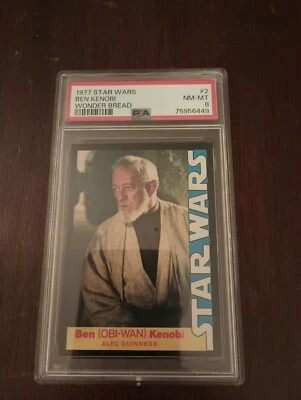 1977 STAR WARS #2
BEN KENOBI NM-MT
WONDER BREAD 8
PSA 75956449
STAR WARS
Ben (OBI-WAN) Kenobi
ALEC GUINNESS